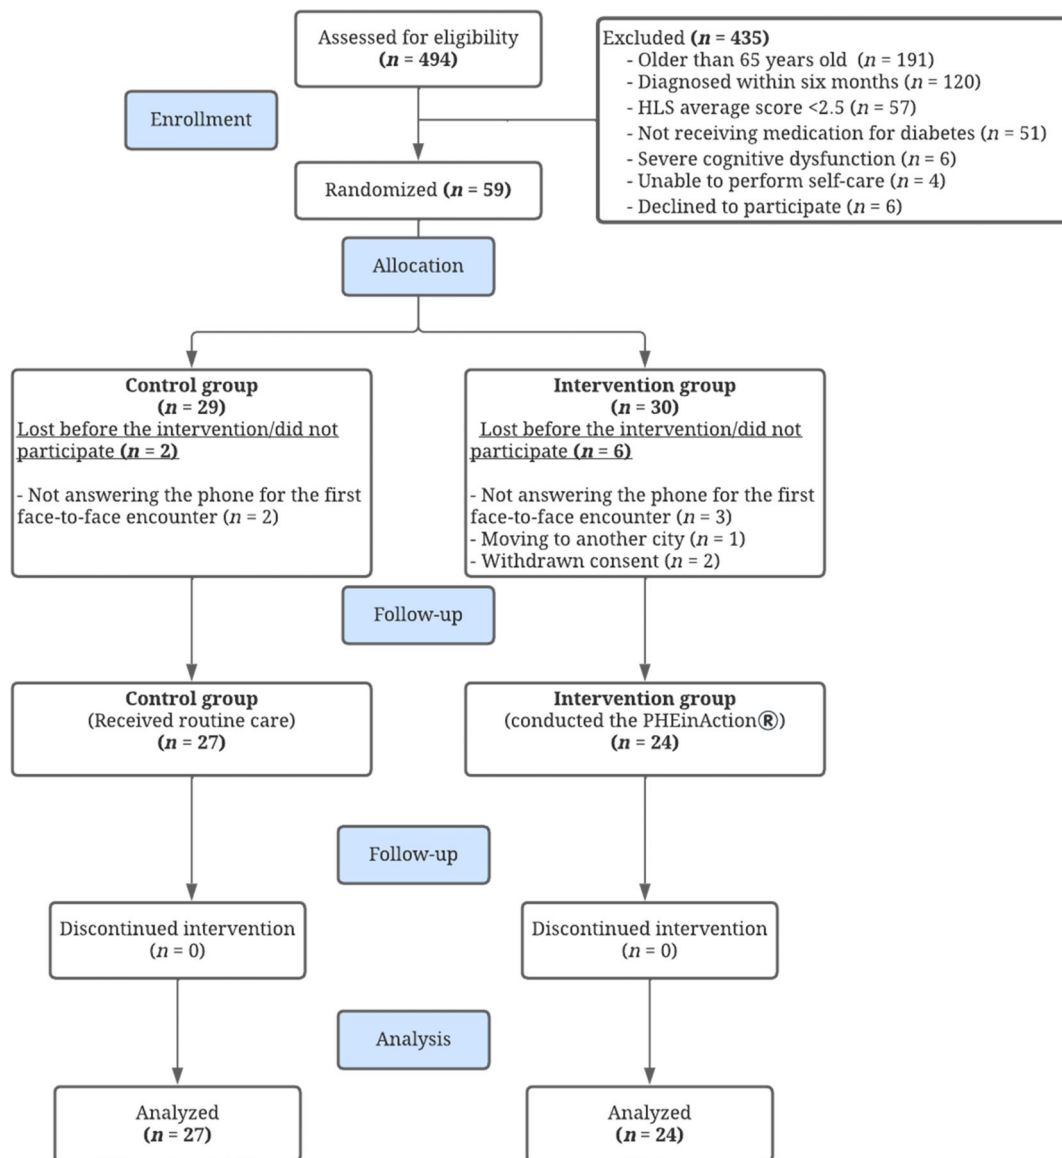 Assessed for eligibility
(n = 494)
Excluded (n = 435)
- Older than 65 years old (n = 191)
- Diagnosed within six months (n = 120)
- HLS average score <2.5 (n = 57)
- Not receiving medication for diabetes (n = 51)
- Severe cognitive dysfunction (n = 6)
- Unable to perform self-care (n = 4)
- Declined to participate (n = 6)
Enrollment
Randomized (n = 59)
Allocation
Control group
(n = 29)
Lost before the intervention/did not
participate (n = 2)
- Not answering the phone for the first
face-to-face encounter (n = 2)
Intervention group
(n = 30)
Lost before the intervention/did not
participate (n = 6)
- Not answering the phone for the first
face-to-face encounter (n = 3)
- Moving to another city (n = 1)
- Withdrawn consent (n = 2)
Follow-up
Control group
(Received routine care)
(n = 27)
Intervention group
(conducted the PHEinAction®)
(n = 24)
Follow-up
Discontinued intervention
(n = 0)
Discontinued intervention
(n = 0)
Analysis
Analyzed
(n = 27)
Analyzed
(n = 24)